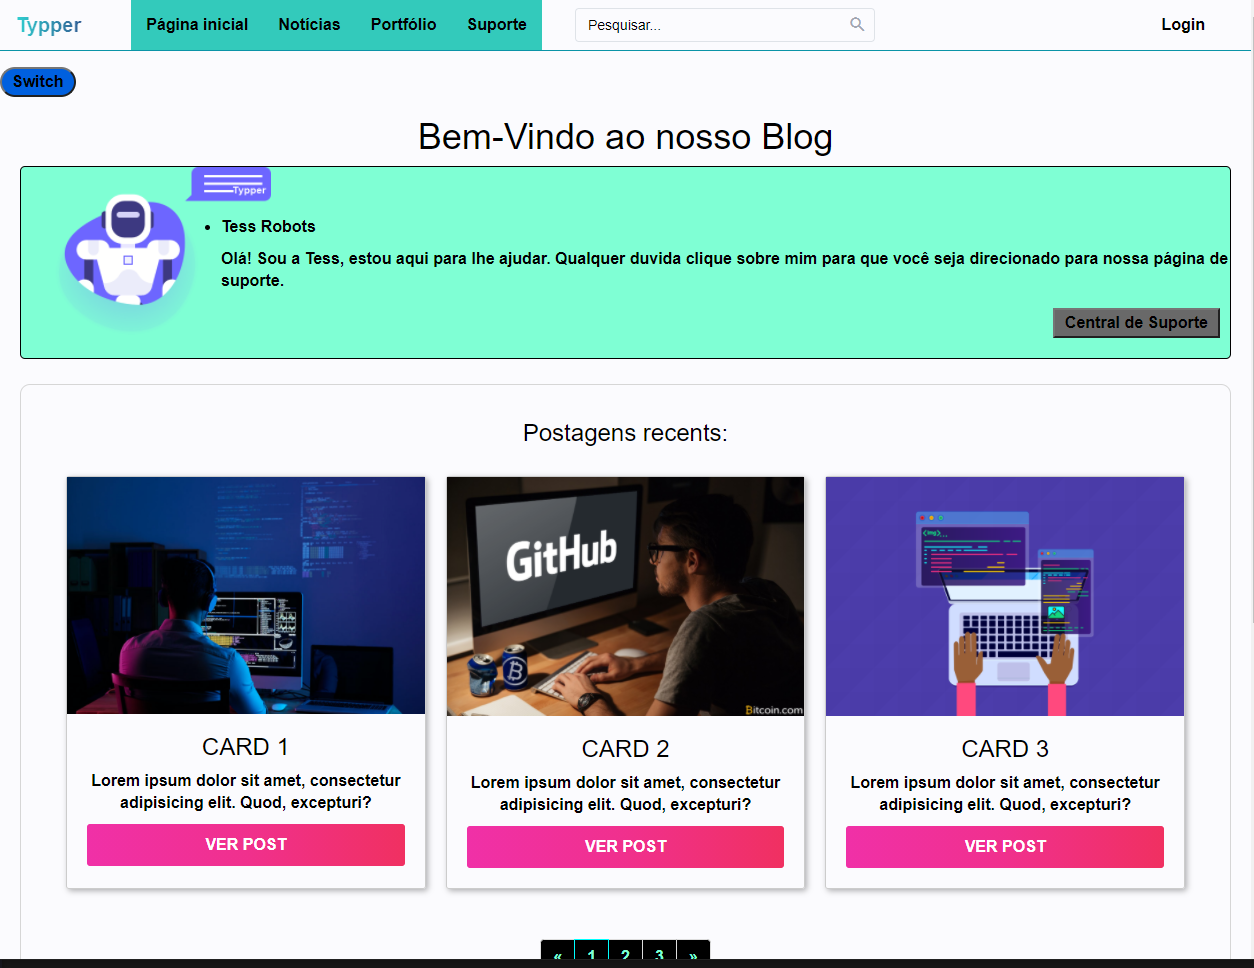 Typper
Página inicial Notícias Portfólio Suporte
Pesquisar...
Login
Switch
Bem-Vindo ao nosso Blog
Typper
Tess Robots
Olá! Sou a Tess, estou aqui para lhe ajudar. Qualquer duvida clique sobre mim para que você seja direcionado para nossa página de
suporte.
Central de Suporte
Postagens recents:
GitHub
Bitcoin.com
CARD 1
Lorem ipsum dolor sit amet, consectetur
adipisicing elit. Quod, excepturi?
VER POST
CARD 2
Lorem ipsum dolor sit amet, consectetur
adipisicing elit. Quod, excepturi?
VER POST
CARD 3
Lorem ipsum dolor sit amet, consectetur
adipisicing elit. Quod, excepturi?
VER POST
« 1 2 3 »